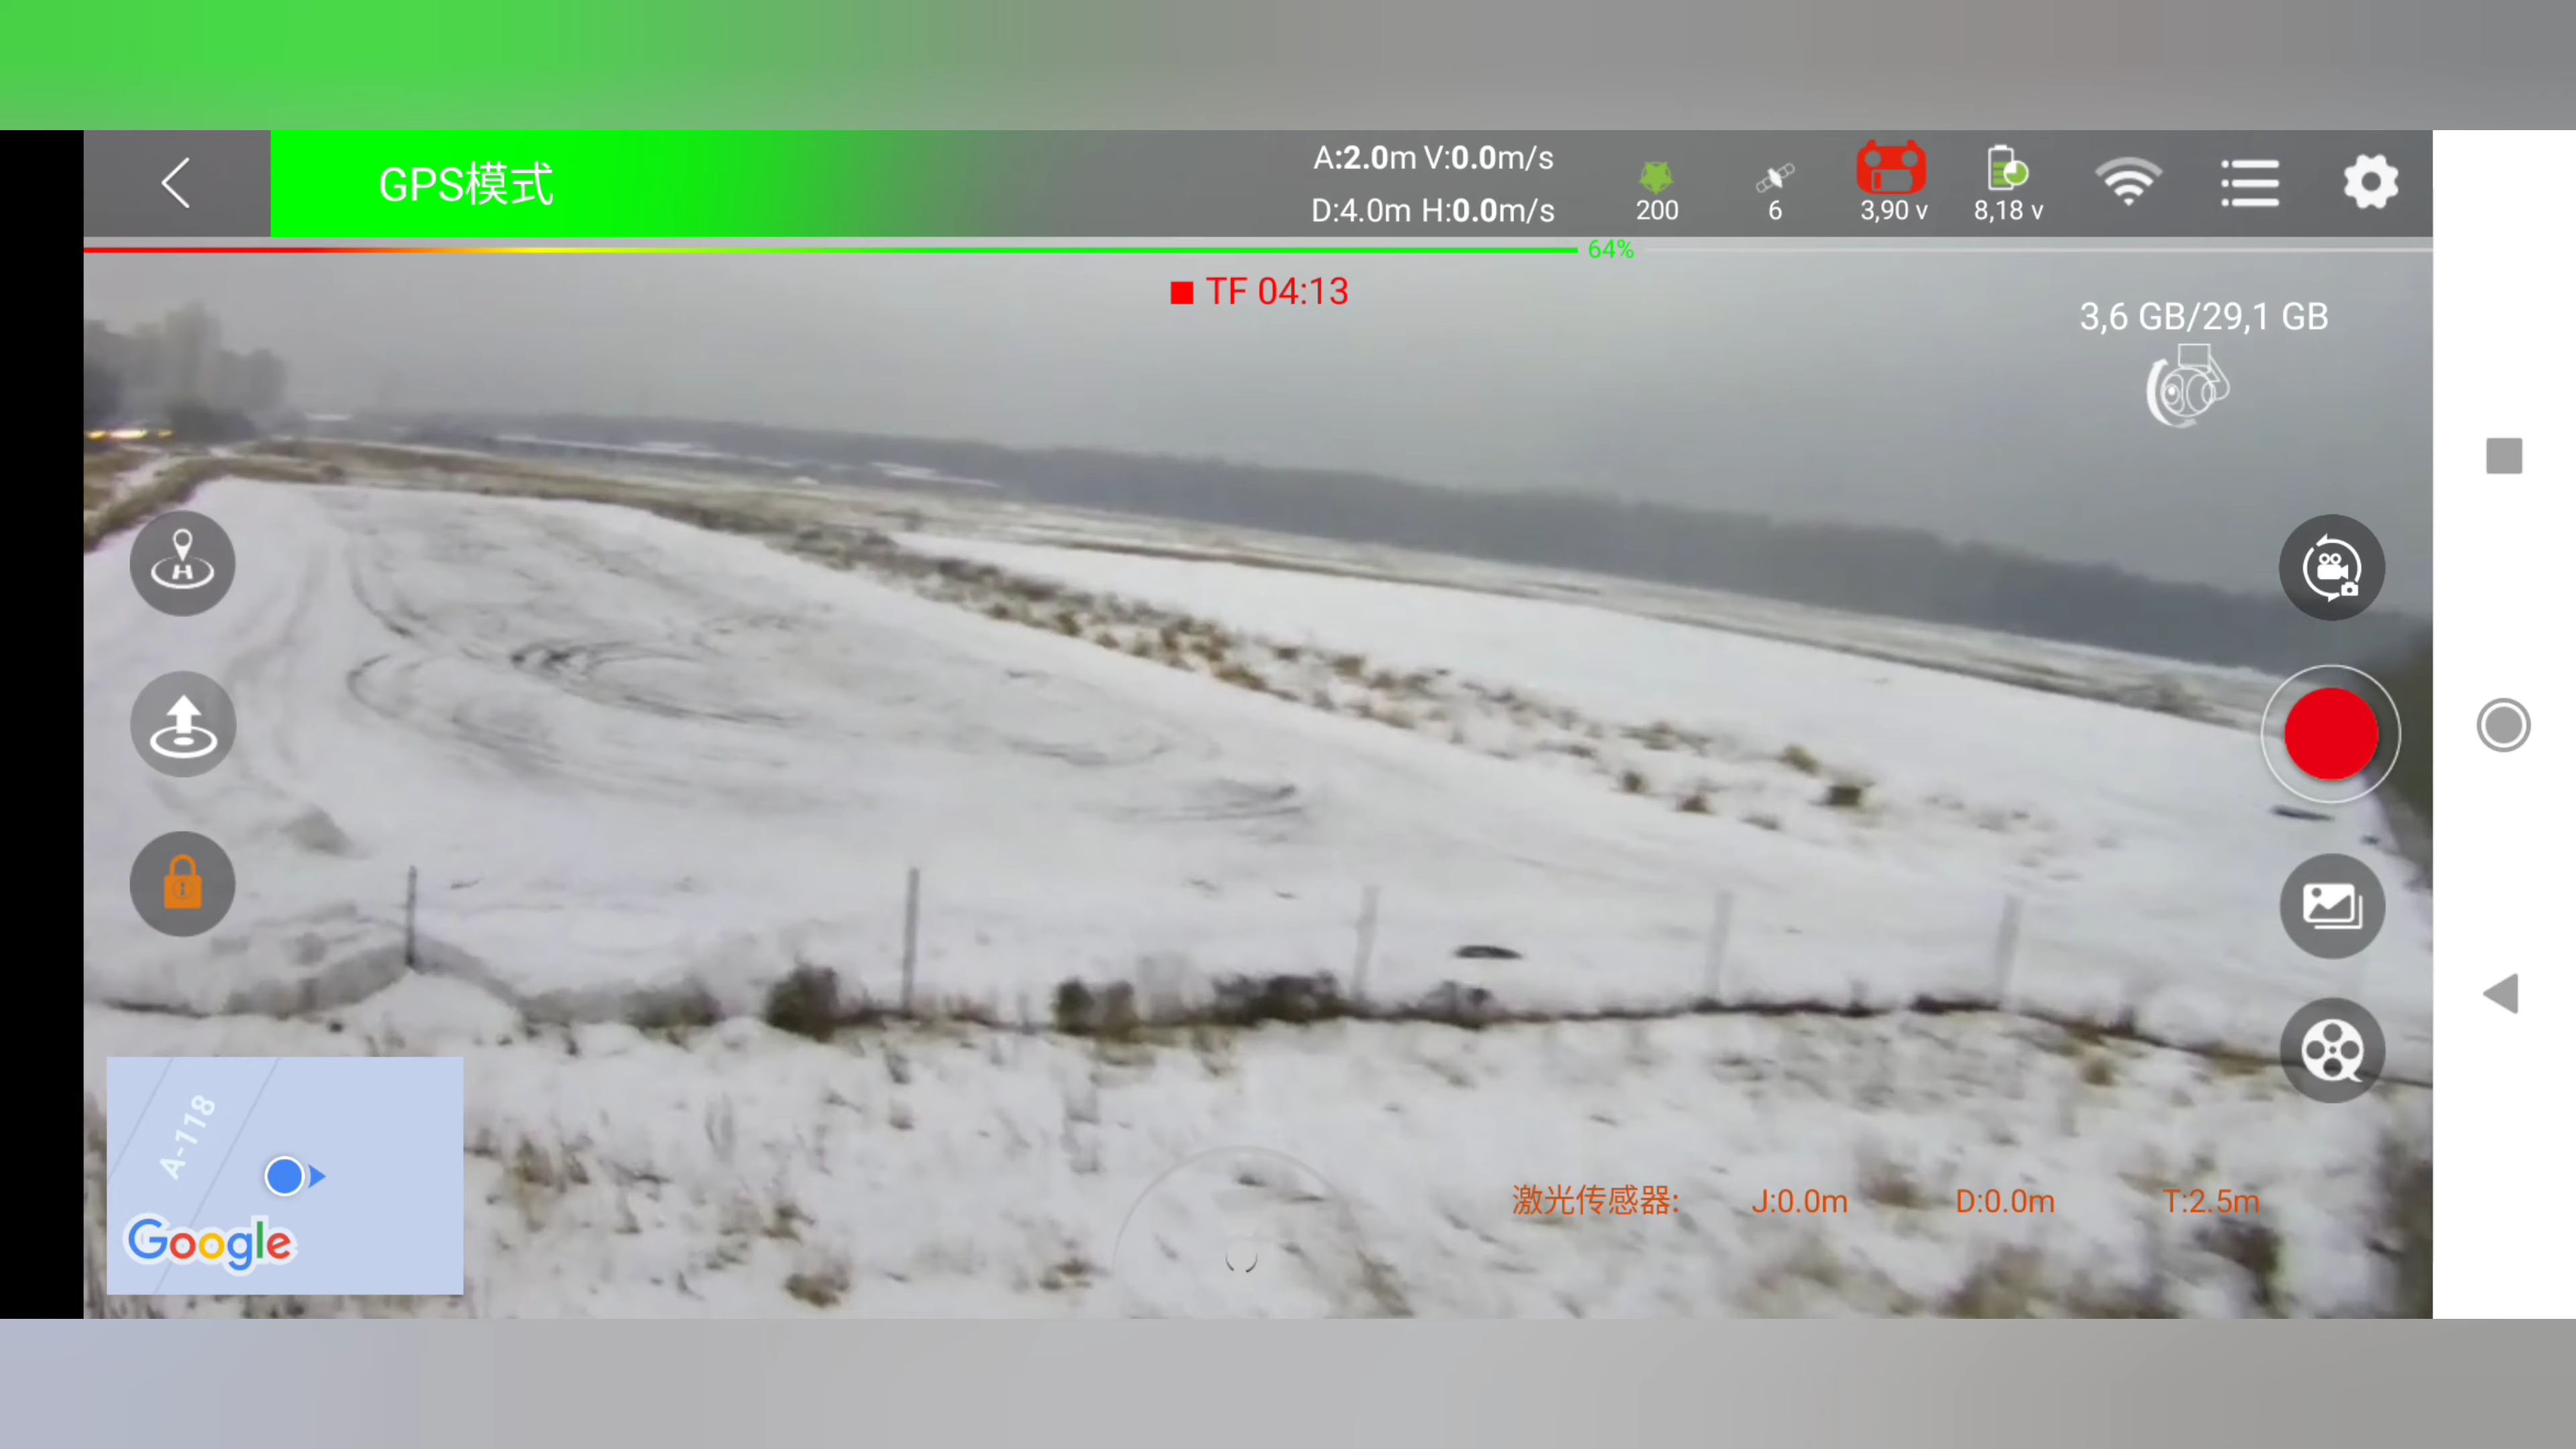 GPS模式
A:2.0m V:0.0m/s
D:4.0m H:0.0m/s
200
6
3,90 v
8,18 v
64%
TF 04:13
3,6 GB/29,1 GB
H
A-118
Google
激光传感器: J:0.0m D:0.0m T:2.5m